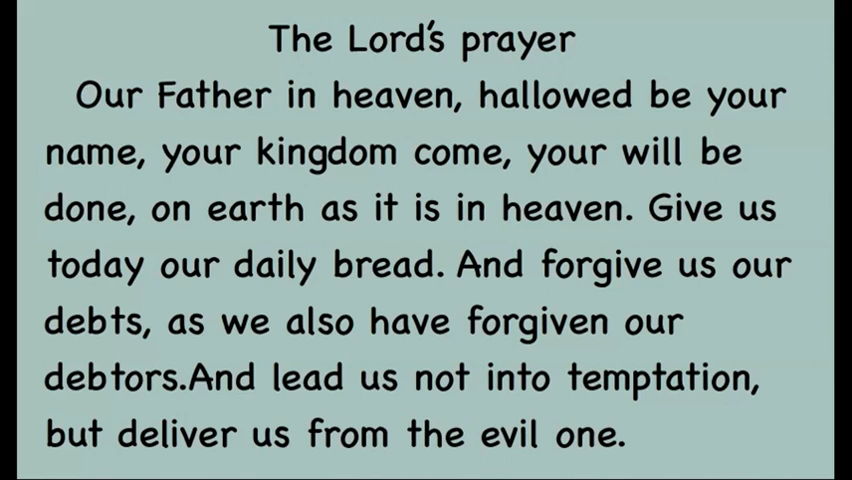 The Lord's prayer
Our Father in heaven, hallowed be your
name, your kingdom come, your will be
done, on earth as it is in heaven. Give us
today our daily bread. And forgive us our
debts, as we also have forgiven our
debtors.And lead us not into temptation,
but deliver us from the evil one.